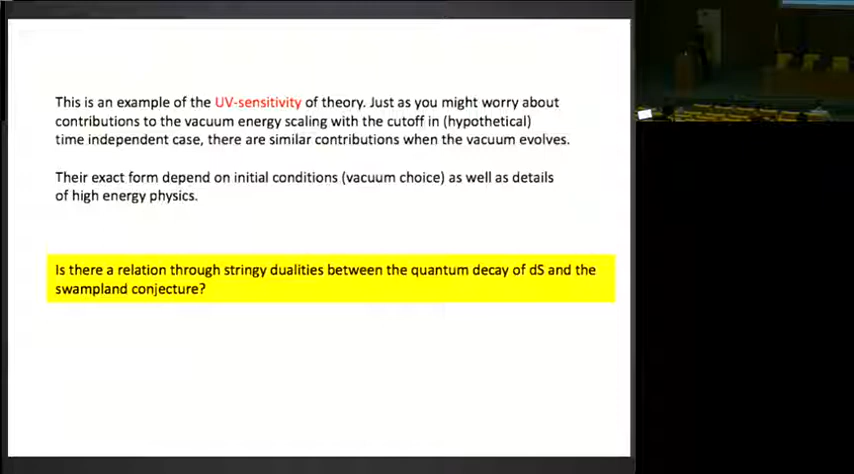 This is an example of the UV-sensitivity of theory. Just as you might worry about
contributions to the vacuum energy scaling with the cutoff in (hypothetical)
time independent case, there are similar contributions when the vacuum evolves.
Their exact form depend on initial conditions (vacuum choice) as well as details
of high energy physics.
Is there a relation through stringy dualities between the quantum decay of dS and the
swampland conjecture?